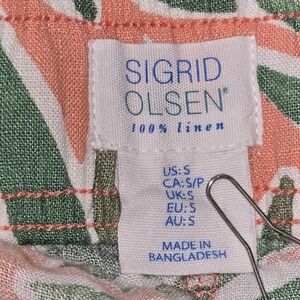 SIGRID
OLSEN®
100% linen
US: S
CA: S/P
UK: S
EU: S
AU: S
MADE IN
BANGLADESH